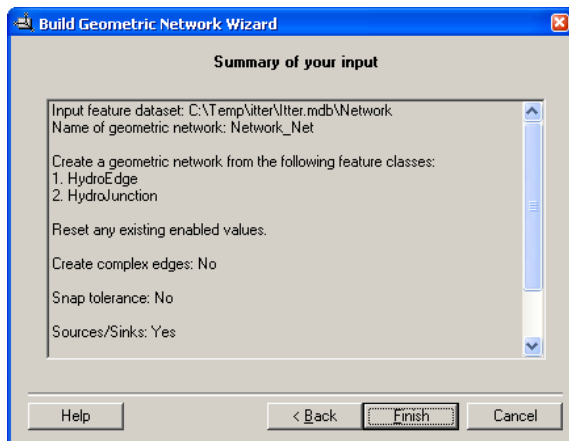 Build Geometric Network Wizard
Summary of your input
Input feature dataset: C:\Temp\itter\Itter.mdb\Network
Name of geometric network: Network_Net
Create a geometric network from the following feature classes:
1. HydroEdge
2. HydroJunction
Reset any existing enabled values.
Create complex edges: No
Snap tolerance: No
Sources/Sinks: Yes
Help
< Back
Finish
Cancel